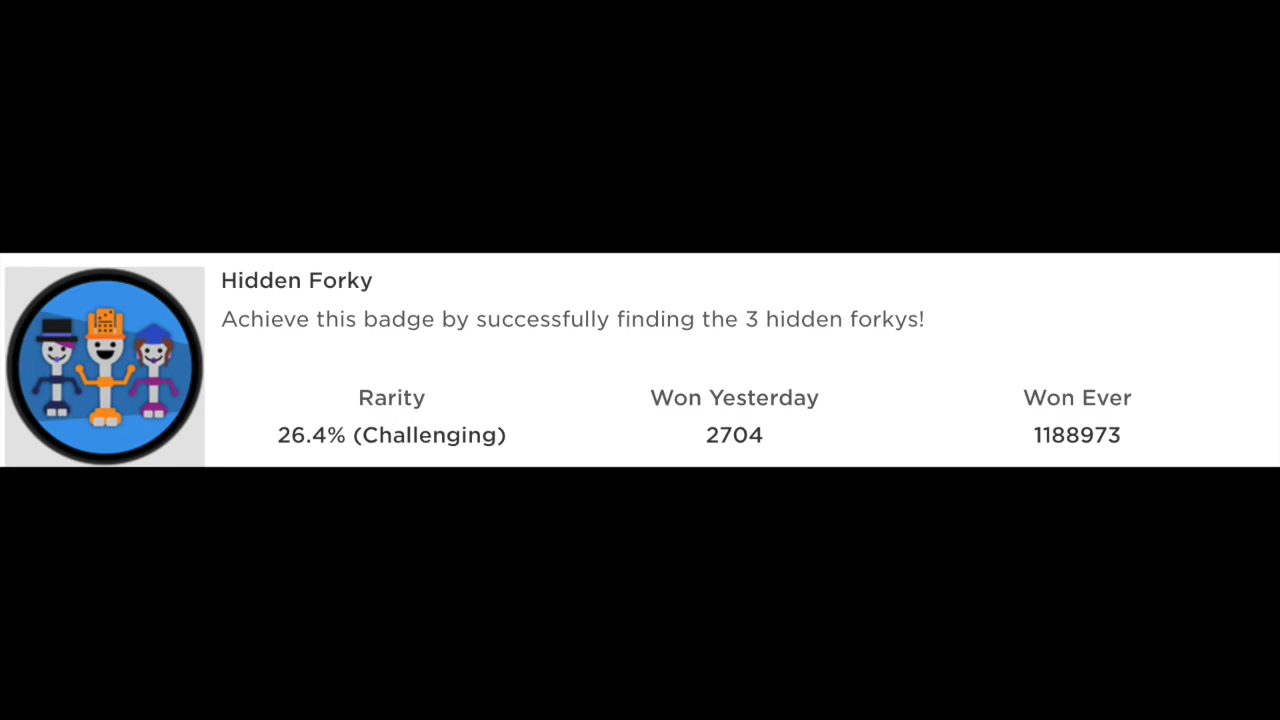 Hidden Forky
Achieve this badge by successfully finding the 3 hidden forkys!
Rarity Won Yesterday Won Ever
26.4% (Challenging) 2704 1188973